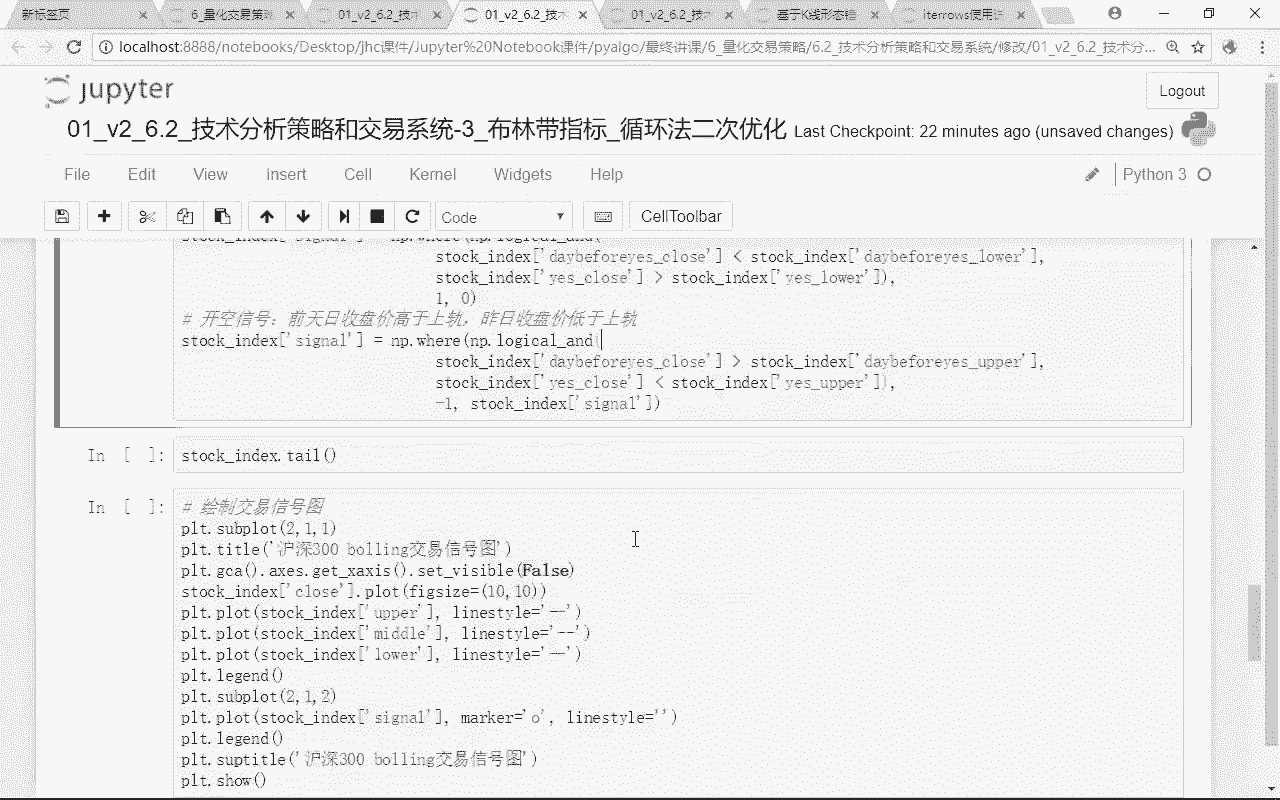 新标签页 6_量化交易策略 01_v2_6.2_技术 01_v2_6.2_技术 01_v2_6.2_技术 基于K线形态 iterrows使用
localhost:8888/notebooks/Desktop/jhc课件/Jupyter%20Notebook课件/pyalgo/最终讲课/6_量化交易策略/6.2_技术分析策略和交易系统/修改/01_v2_6.2_技术分...
jupyter
Logout
01_v2_6.2_技术分析策略和交易系统-3_布林带指标_循环法二次优化 Last Checkpoint: 22 minutes ago (unsaved changes)
File Edit View Insert Cell Kernel Widgets Help Python 3
Code CellToolbar
stock_index['signal'] = np.where(np.logical_and(
stock_index['daybeforeyes_close'] < stock_index['daybeforeyes_lower'],
stock_index['yes_close'] > stock_index['yes_lower']),
1, 0)
# 开空信号：前天日收盘价高于上轨，昨日收盘价低于上轨
stock_index['signal'] = np.where(np.logical_and(
stock_index['daybeforeyes_close'] > stock_index['daybeforeyes_upper'],
stock_index['yes_close'] < stock_index['yes_upper']),
-1, stock_index['signal'])
In [ ]: stock_index.tail()
In [ ]: # 绘制交易信号图
plt.subplot(2,1,1)
plt.title('沪深300 bolling交易信号图')
plt.gca().axes.get_xaxis().set_visible(False)
stock_index['close'].plot(figsize=(10,10))
plt.plot(stock_index['upper'], linestyle='--')
plt.plot(stock_index['middle'], linestyle='--')
plt.plot(stock_index['lower'], linestyle='--')
plt.legend()
plt.subplot(2,1,2)
plt.plot(stock_index['signal'], marker='o', linestyle='')
plt.legend()
plt.suptitle('沪深300 bolling交易信号图')
plt.show()